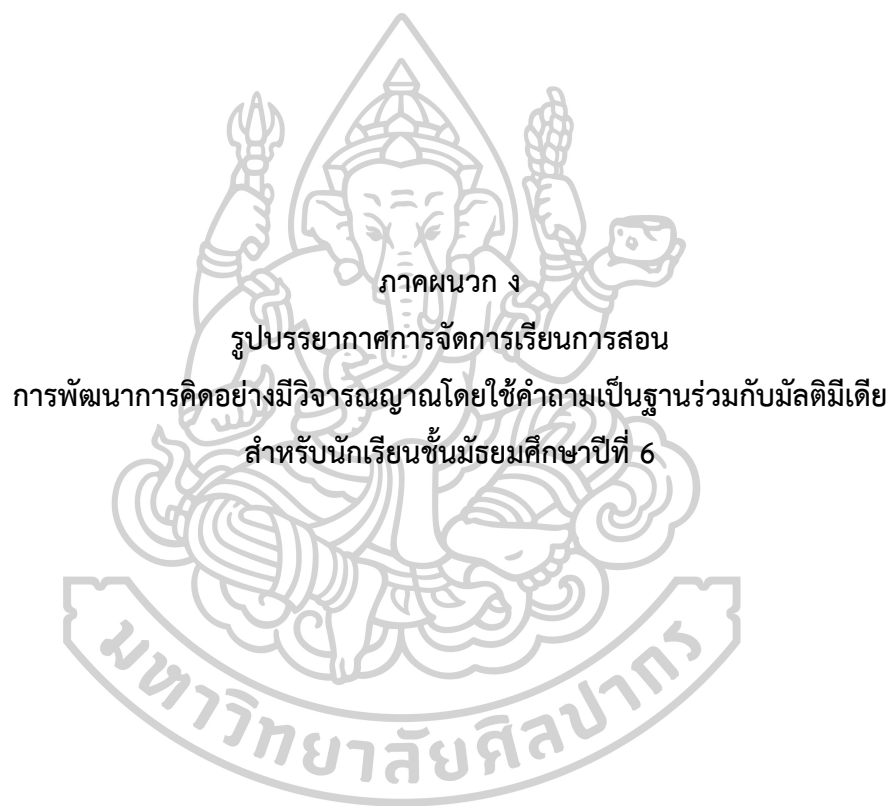 ภาคผนวก ง
รูปบรรยากาศการจัดการเรียนการสอน
การพัฒนาการคิดอย่างมีวิจารณญาณโดยใช้คำถามเป็นฐานร่วมกับมัลติมีเดีย
สำหรับนักเรียนชั้นมัธยมศึกษาปีที่ 6
มหาวิทยาลัยศิลปากร